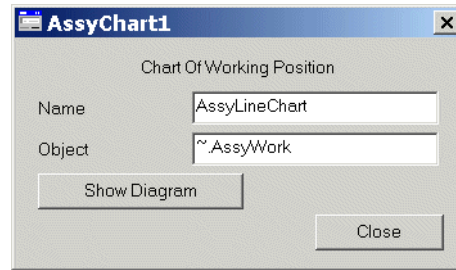 AssyChart1
Chart Of Working Position
Name AssyLineChart
Object ~.AssyWork
Show Diagram
Close